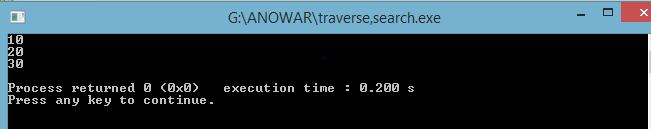 G:\ANOWAR\traverse,search.exe
10
20
30
Process returned 0 (0x0)   execution time : 0.200 s
Press any key to continue.